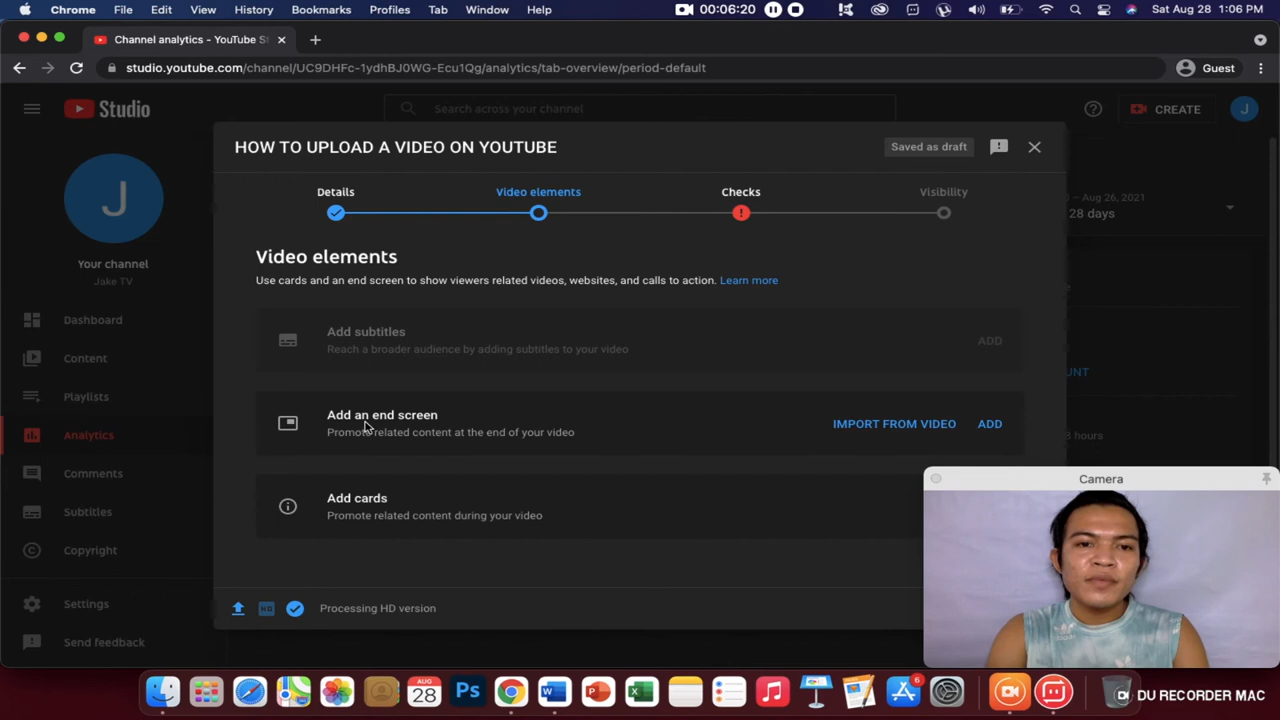 Chrome File Edit View History Bookmarks Profiles Tab Window Help 00:06:20 Sat Aug 28 1:06 PM
Channel analytics - YouTube St
studio.youtube.com/channel/UC9DHFc-1ydhBJ0WG-Ecu1Qg/analytics/tab-overview/period-default Guest
Studio Search across your channel CREATE J
HOW TO UPLOAD A VIDEO ON YOUTUBE Saved as draft
Details Video elements Checks Visibility
Aug 26, 2021
28 days
J
Your channel
Jake TV
Video elements
Use cards and an end screen to show viewers related videos, websites, and calls to action. Learn more
Dashboard
Content
Playlists
Analytics
Comments
Subtitles
Copyright
Settings
Send feedback
Add subtitles
Reach a broader audience by adding subtitles to your video
ADD
UNT
Add an end screen
Promote related content at the end of your video
IMPORT FROM VIDEO ADD
hours
Add cards
Promote related content during your video
HD Processing HD version
Camera
AUG
28
Ps
6
DU RECORDER MAC